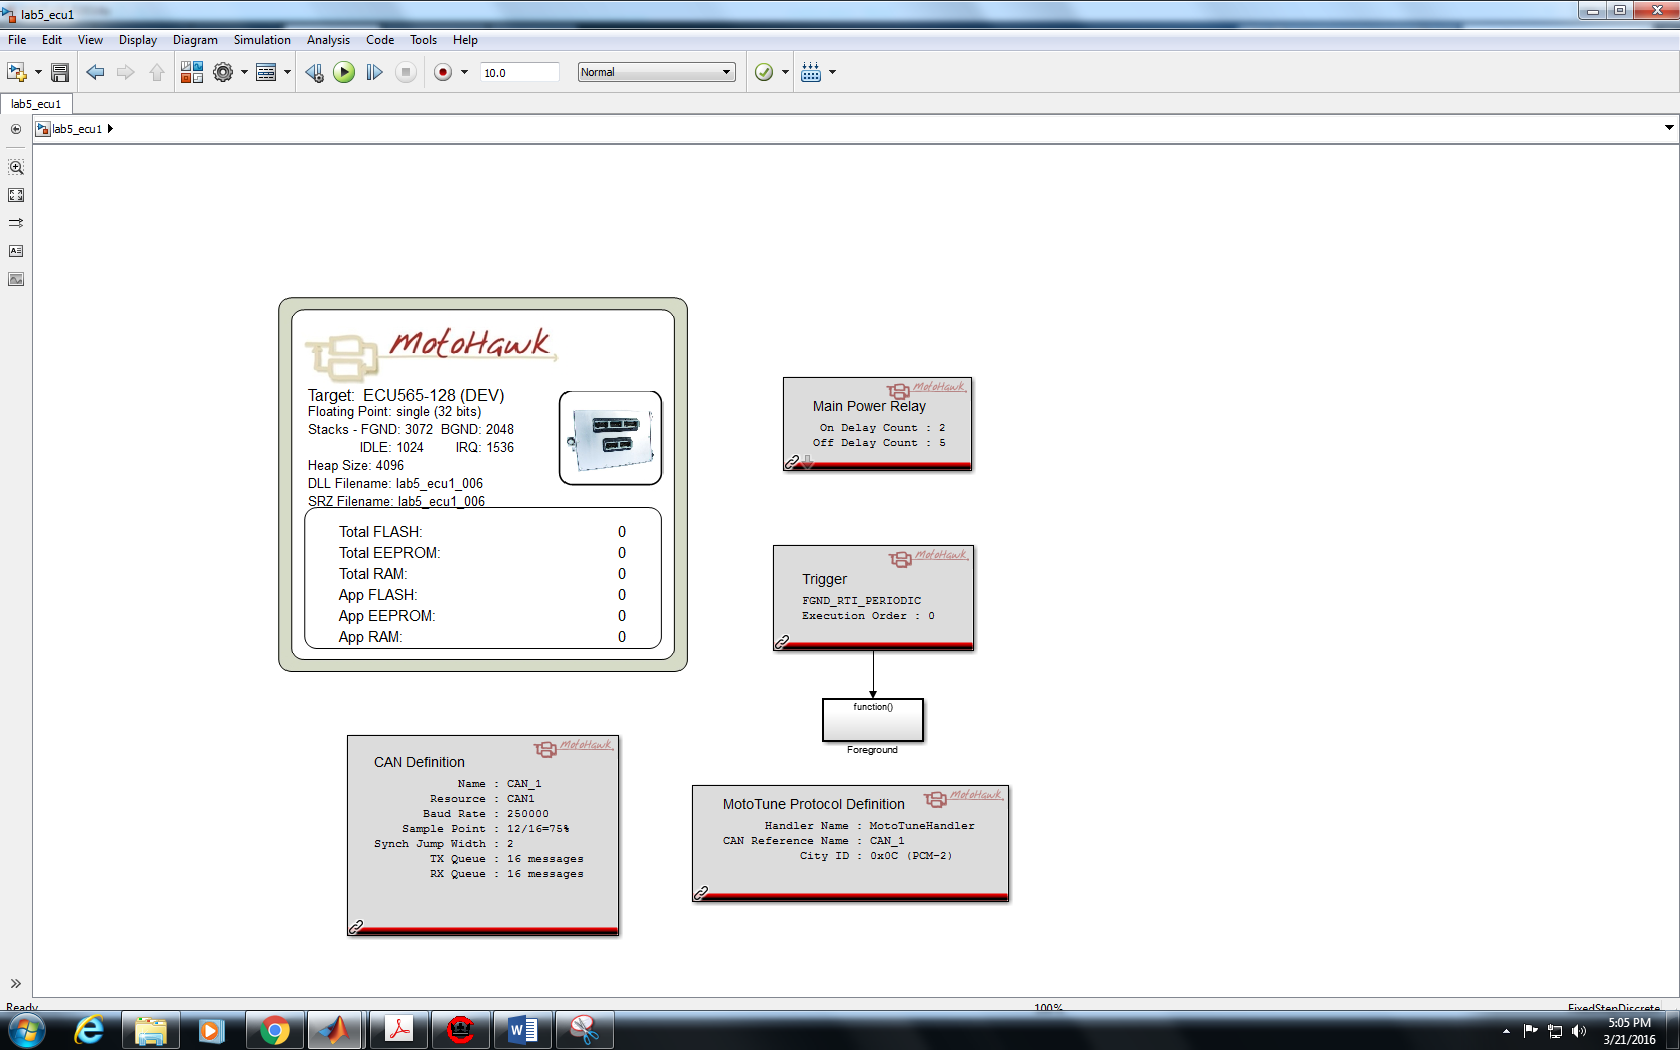 lab5_ecu1
File Edit View Display Diagram Simulation Analysis Code Tools Help
10.0 Normal
lab5_ecu1
lab5_ecu1
MotoHawk
Target: ECU565-128 (DEV)
Floating Point: single (32 bits)
Stacks - FGND: 3072 BGND: 2048
IDLE: 1024 IRQ: 1536
Heap Size: 4096
DLL Filename: lab5_ecu1_006
SRZ Filename: lab5_ecu1_006
Total FLASH: 0
Total EEPROM: 0
Total RAM: 0
App FLASH: 0
App EEPROM: 0
App RAM: 0
MotoHawk
Main Power Relay
On Delay Count : 2
Off Delay Count : 5
MotoHawk
Trigger
FGND_RTI_PERIODIC
Execution Order : 0
function()
Foreground
MotoHawk
CAN Definition
Name : CAN_1
Resource : CAN1
Baud Rate : 250000
Sample Point : 12/16=75%
Synch Jump Width : 2
TX Queue : 16 messages
RX Queue : 16 messages
MotoHawk
MotoTune Protocol Definition
Handler Name : MotoTuneHandler
CAN Reference Name : CAN_1
City ID : 0x0C (PCM-2)
Ready 100% FixedStepDiscrete
5:05 PM
3/21/2016